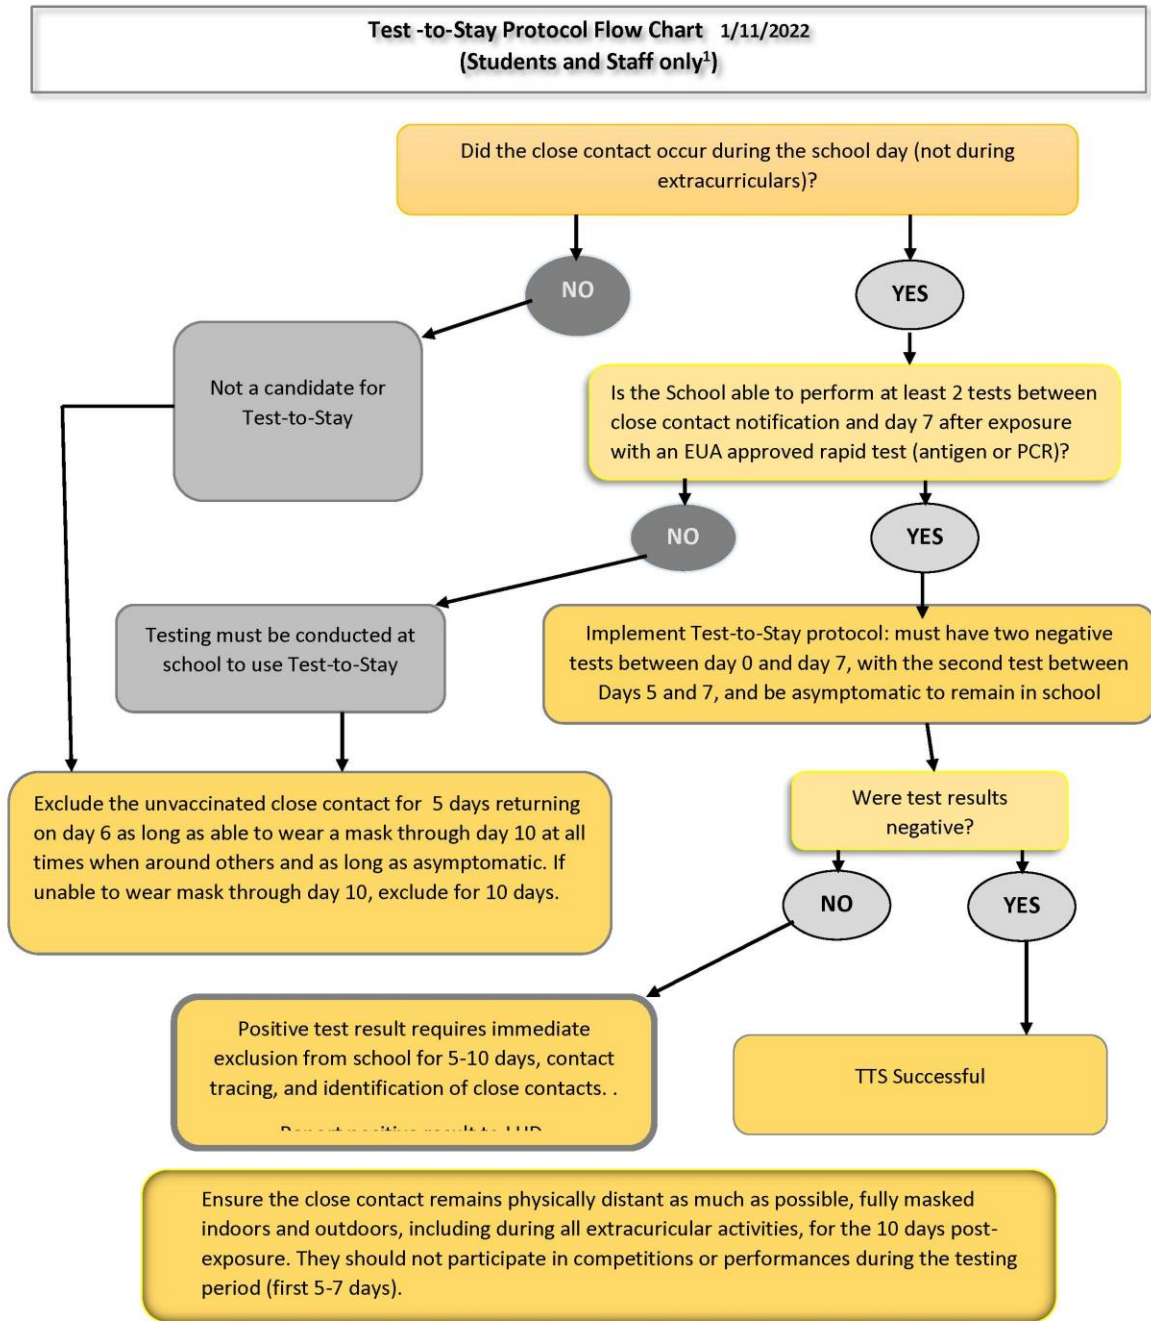 Test -to-Stay Protocol Flow Chart 1/11/2022
(Students and Staff only¹)
Did the close contact occur during the school day (not during
extracurriculars)?
NO
YES
Not a candidate for
Test-to-Stay
Is the School able to perform at least 2 tests between
close contact notification and day 7 after exposure
with an EUA approved rapid test (antigen or PCR)?
NO
YES
Testing must be conducted at
school to use Test-to-Stay
Implement Test-to-Stay protocol: must have two negative
tests between day 0 and day 7, with the second test between
Days 5 and 7, and be asymptomatic to remain in school
Exclude the unvaccinated close contact for 5 days returning
on day 6 as long as able to wear a mask through day 10 at all
times when around others and as long as asymptomatic. If
unable to wear mask through day 10, exclude for 10 days.
Were test results
negative?
NO
YES
Positive test result requires immediate
exclusion from school for 5-10 days, contact
tracing, and identification of close contacts. .
TTS Successful
Ensure the close contact remains physically distant as much as possible, fully masked
indoors and outdoors, including during all extracuricular activities, for the 10 days post-
exposure. They should not participate in competitions or performances during the testing
period (first 5-7 days).